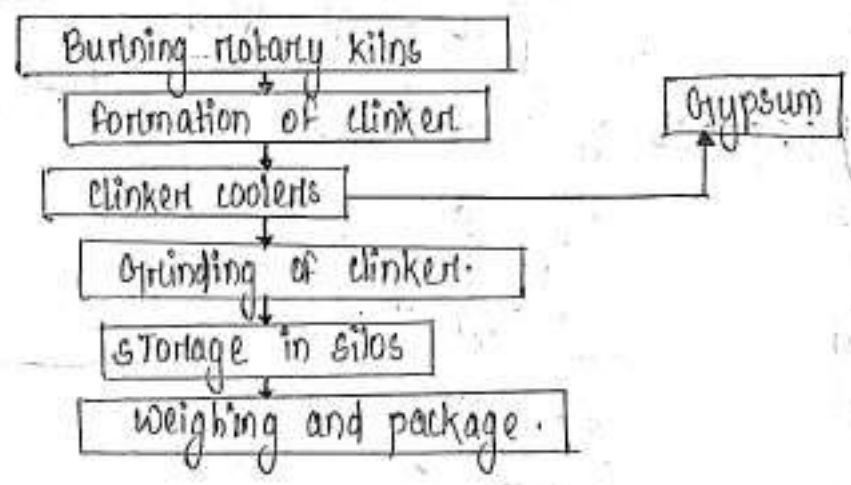 Burning rotary kilns
Formation of clinker.
Gypsum
Clinker coolers
Grinding of clinker.
Storage in silos
Weighing and package.